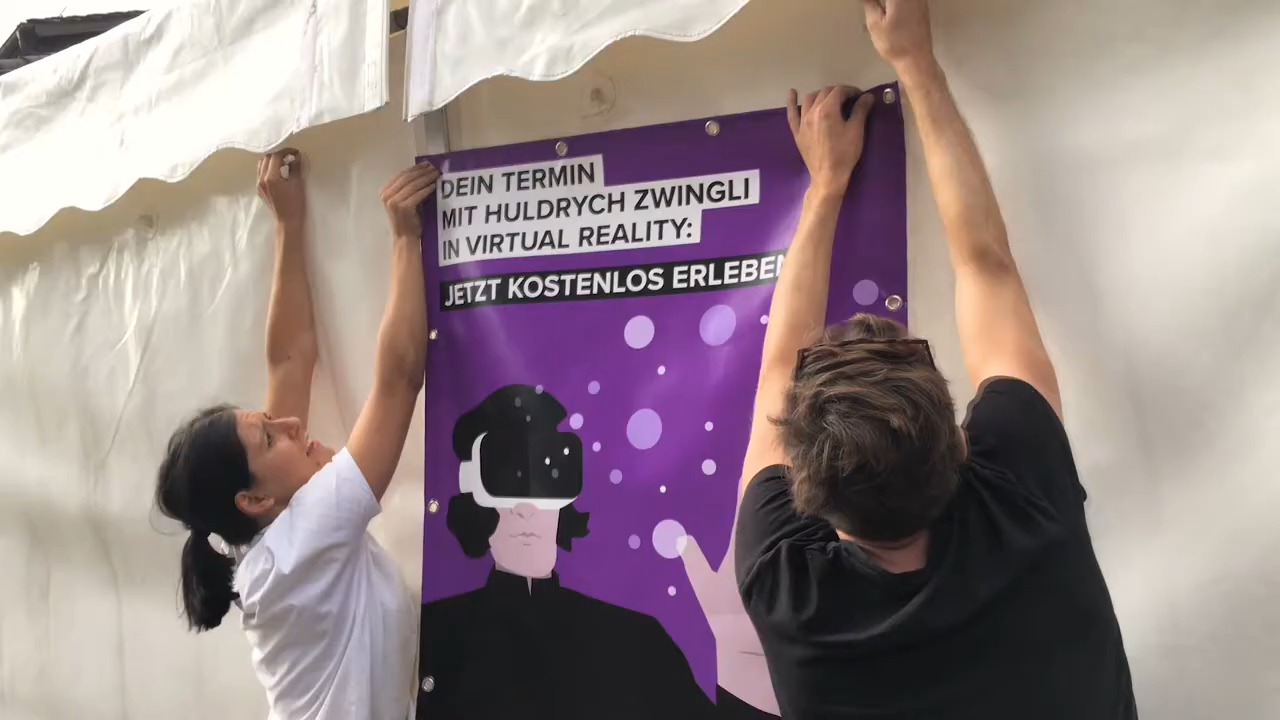 DEIN TERMIN
MIT HULDRYCH ZWINGLI
IN VIRTUAL REALITY:
JETZT KOSTENLOS ERLEBEN